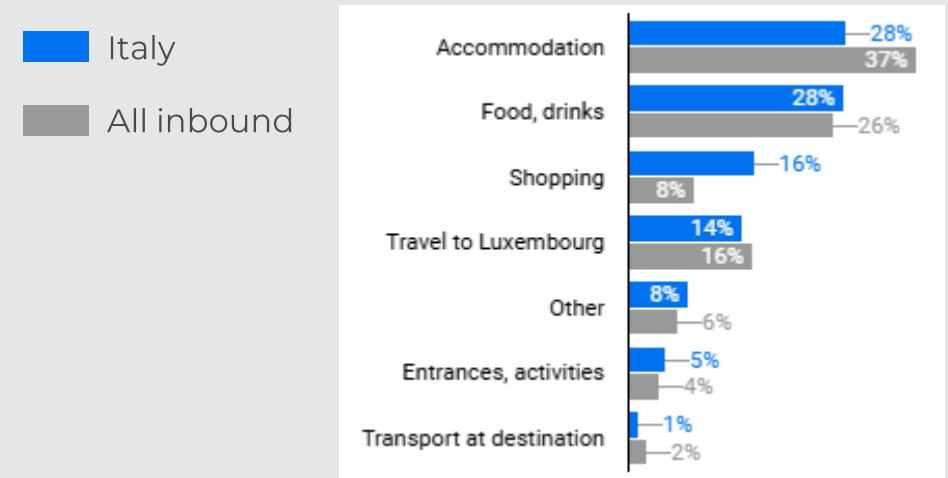 Italy
All inbound
Accommodation
28%
37%
Food, drinks
28%
26%
Shopping
16%
8%
Travel to Luxembourg
14%
16%
Other
8%
6%
Entrances, activities
5%
4%
Transport at destination
1%
2%